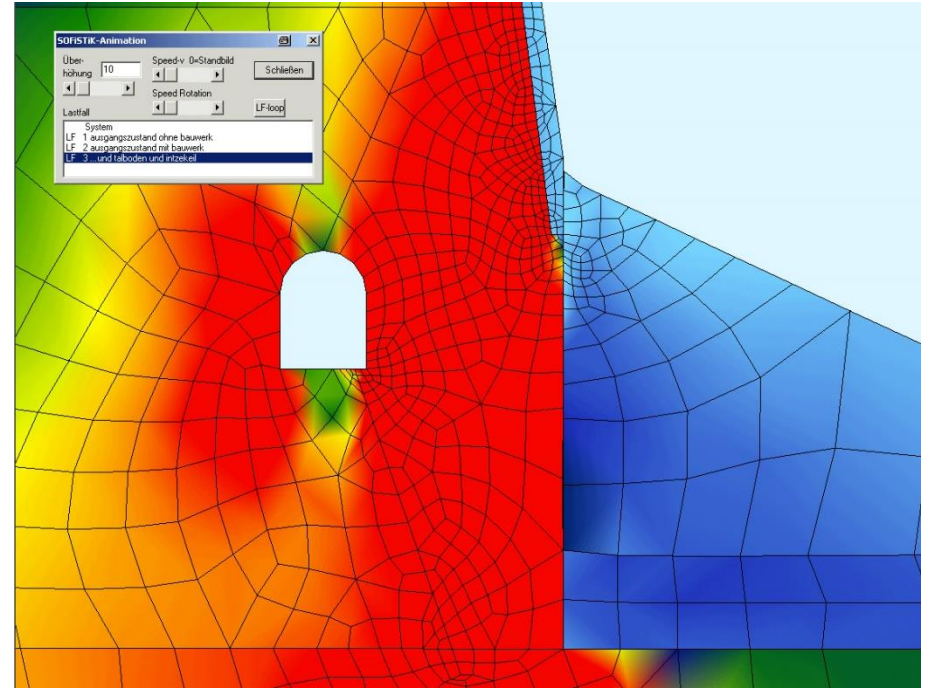 SOFiSTiK-Animation
Über-
höhung 10
Speed-v 0=Standbild
Schließen
Speed Rotation
LF-loop
Lastfall
System
LF 1 ausgangszustand ohne bauwerk
LF 2 ausgangszustand mit bauwerk
LF 3 ... und talboden und intzekeil